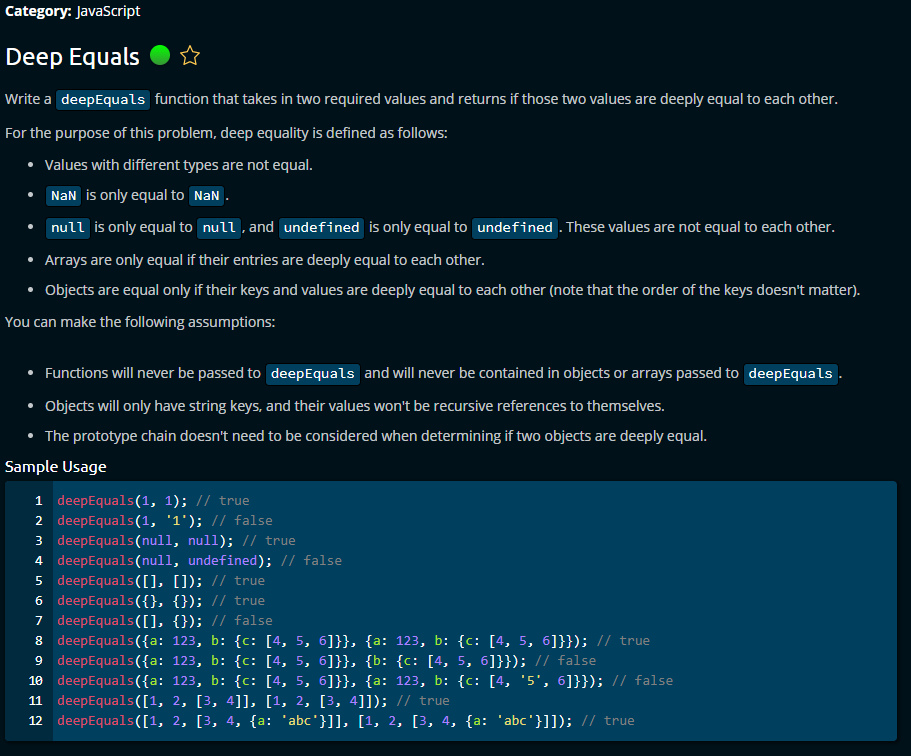 Category: JavaScript
Deep Equals
Write a deepEquals function that takes in two required values and returns if those two values are deeply equal to each other.
For the purpose of this problem, deep equality is defined as follows:
• Values with different types are not equal.
• NaN is only equal to NaN.
• null is only equal to null, and undefined is only equal to undefined. These values are not equal to each other.
• Arrays are only equal if their entries are deeply equal to each other.
• Objects are equal only if their keys and values are deeply equal to each other (note that the order of the keys doesn't matter).
You can make the following assumptions:
• Functions will never be passed to deepEquals and will never be contained in objects or arrays passed to deepEquals.
• Objects will only have string keys, and their values won't be recursive references to themselves.
• The prototype chain doesn't need to be considered when determining if two objects are deeply equal.
Sample Usage
1 deepEquals(1, 1); // true
2 deepEquals(1, '1'); // false
3 deepEquals(null, null); // true
4 deepEquals(null, undefined); // false
5 deepEquals([], []); // true
6 deepEquals({}, {}); // true
7 deepEquals([], {}); // false
8 deepEquals({a: 123, b: {c: [4, 5, 6]}}, {a: 123, b: {c: [4, 5, 6]}}); // true
9 deepEquals({a: 123, b: {c: [4, 5, 6]}}, {b: {c: [4, 5, 6]}}); // false
10 deepEquals({a: 123, b: {c: [4, 5, 6]}}, {a: 123, b: {c: [4, '5', 6]}}); // false
11 deepEquals([1, 2, [3, 4]], [1, 2, [3, 4]]); // true
12 deepEquals([1, 2, [3, 4, {a: 'abc'}]], [1, 2, [3, 4, {a: 'abc'}]]); // true